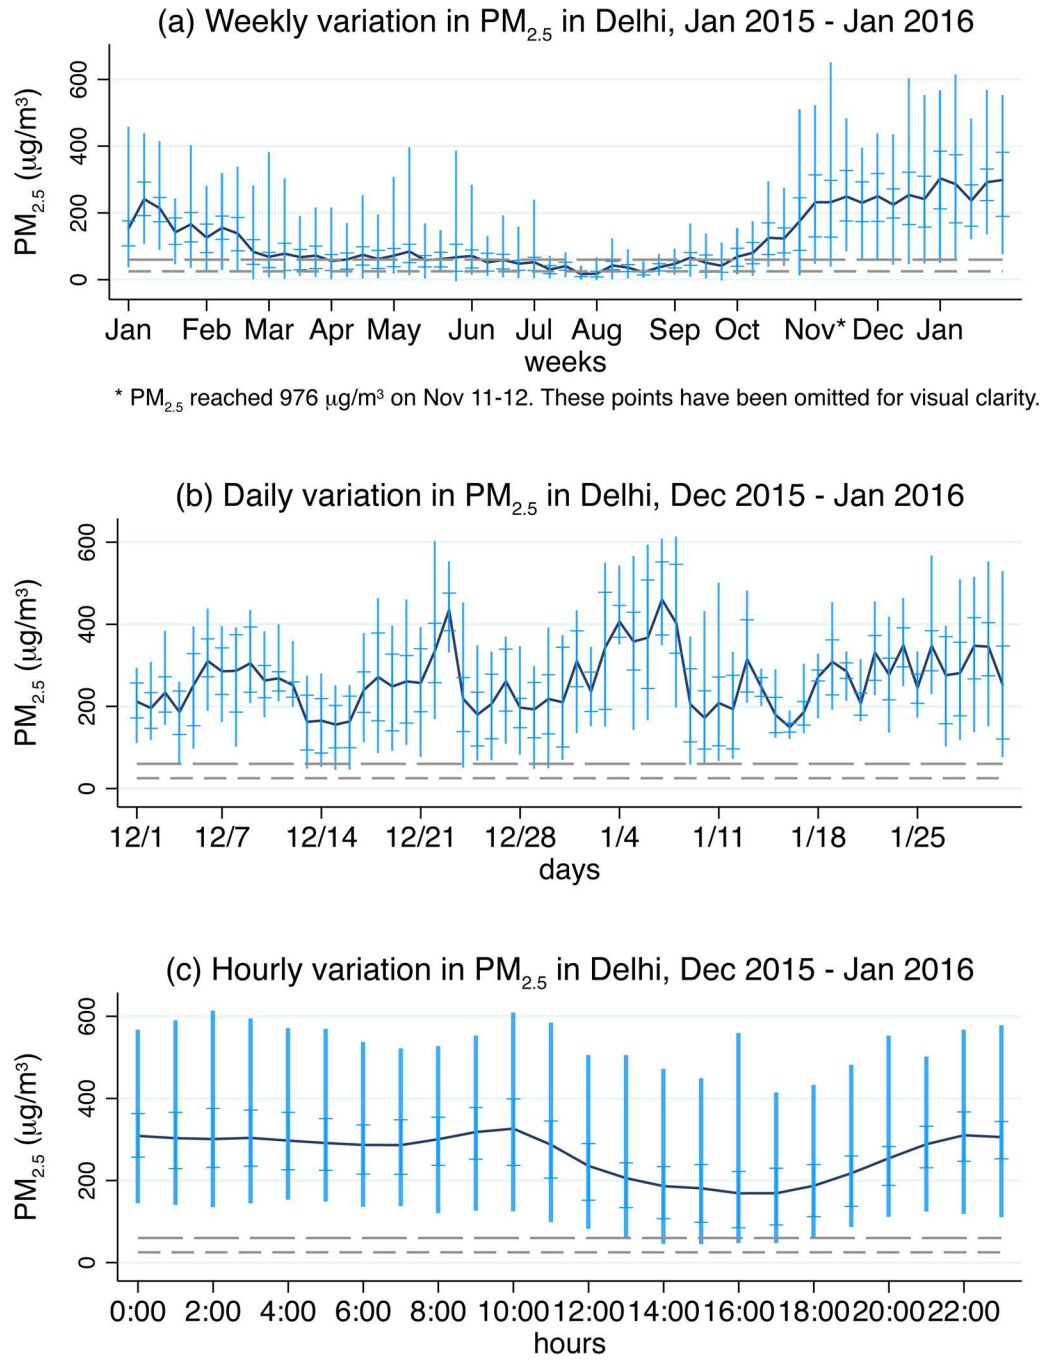 (a) Weekly variation in PM2.5 in Delhi, Jan 2015 - Jan 2016
PM2.5 (μg/m³)
600
400
200
0
Jan Feb Mar Apr May Jun Jul Aug Sep Oct Nov* Dec Jan
weeks
* PM2.5 reached 976 μg/m³ on Nov 11-12. These points have been omitted for visual clarity.
(b) Daily variation in PM2.5 in Delhi, Dec 2015 - Jan 2016
PM2.5 (μg/m³)
600
400
200
0
12/1 12/7 12/14 12/21 12/28 1/4 1/11 1/18 1/25
days
(c) Hourly variation in PM2.5 in Delhi, Dec 2015 - Jan 2016
PM2.5 (μg/m³)
600
400
200
0
0:00 2:00 4:00 6:00 8:00 10:00 12:00 14:00 16:00 18:00 20:00 22:00
hours